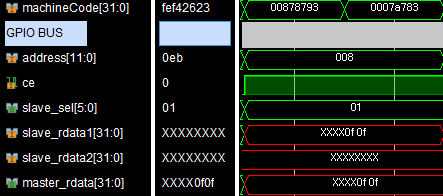 machineCode[31:0] fef42623 00878793 0007a783
GPIO BUS
address[11:0] 0eb 008
ce 0
slave_sel[5:0] 01 01
slave_rdata1[31:0] XXXXXXXX XXXX0f0f
slave_rdata2[31:0] XXXXXXXX XXXXXXXX
master_rdata[31:0] XXXX0f0f XXXX0f0f